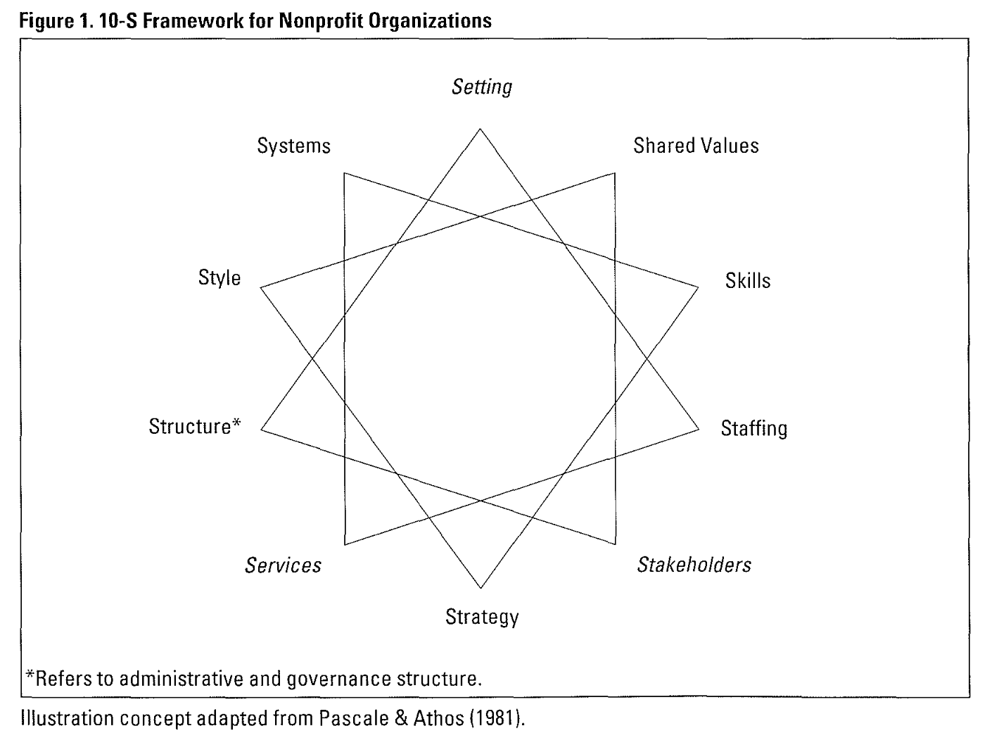 Figure 1. 10-S Framework for Nonprofit Organizations
Setting
Systems
Shared Values
Style
Skills
Structure*
Staffing
Services
Stakeholders
Strategy
*Refers to administrative and governance structure.
Illustration concept adapted from Pascale & Athos (1981).